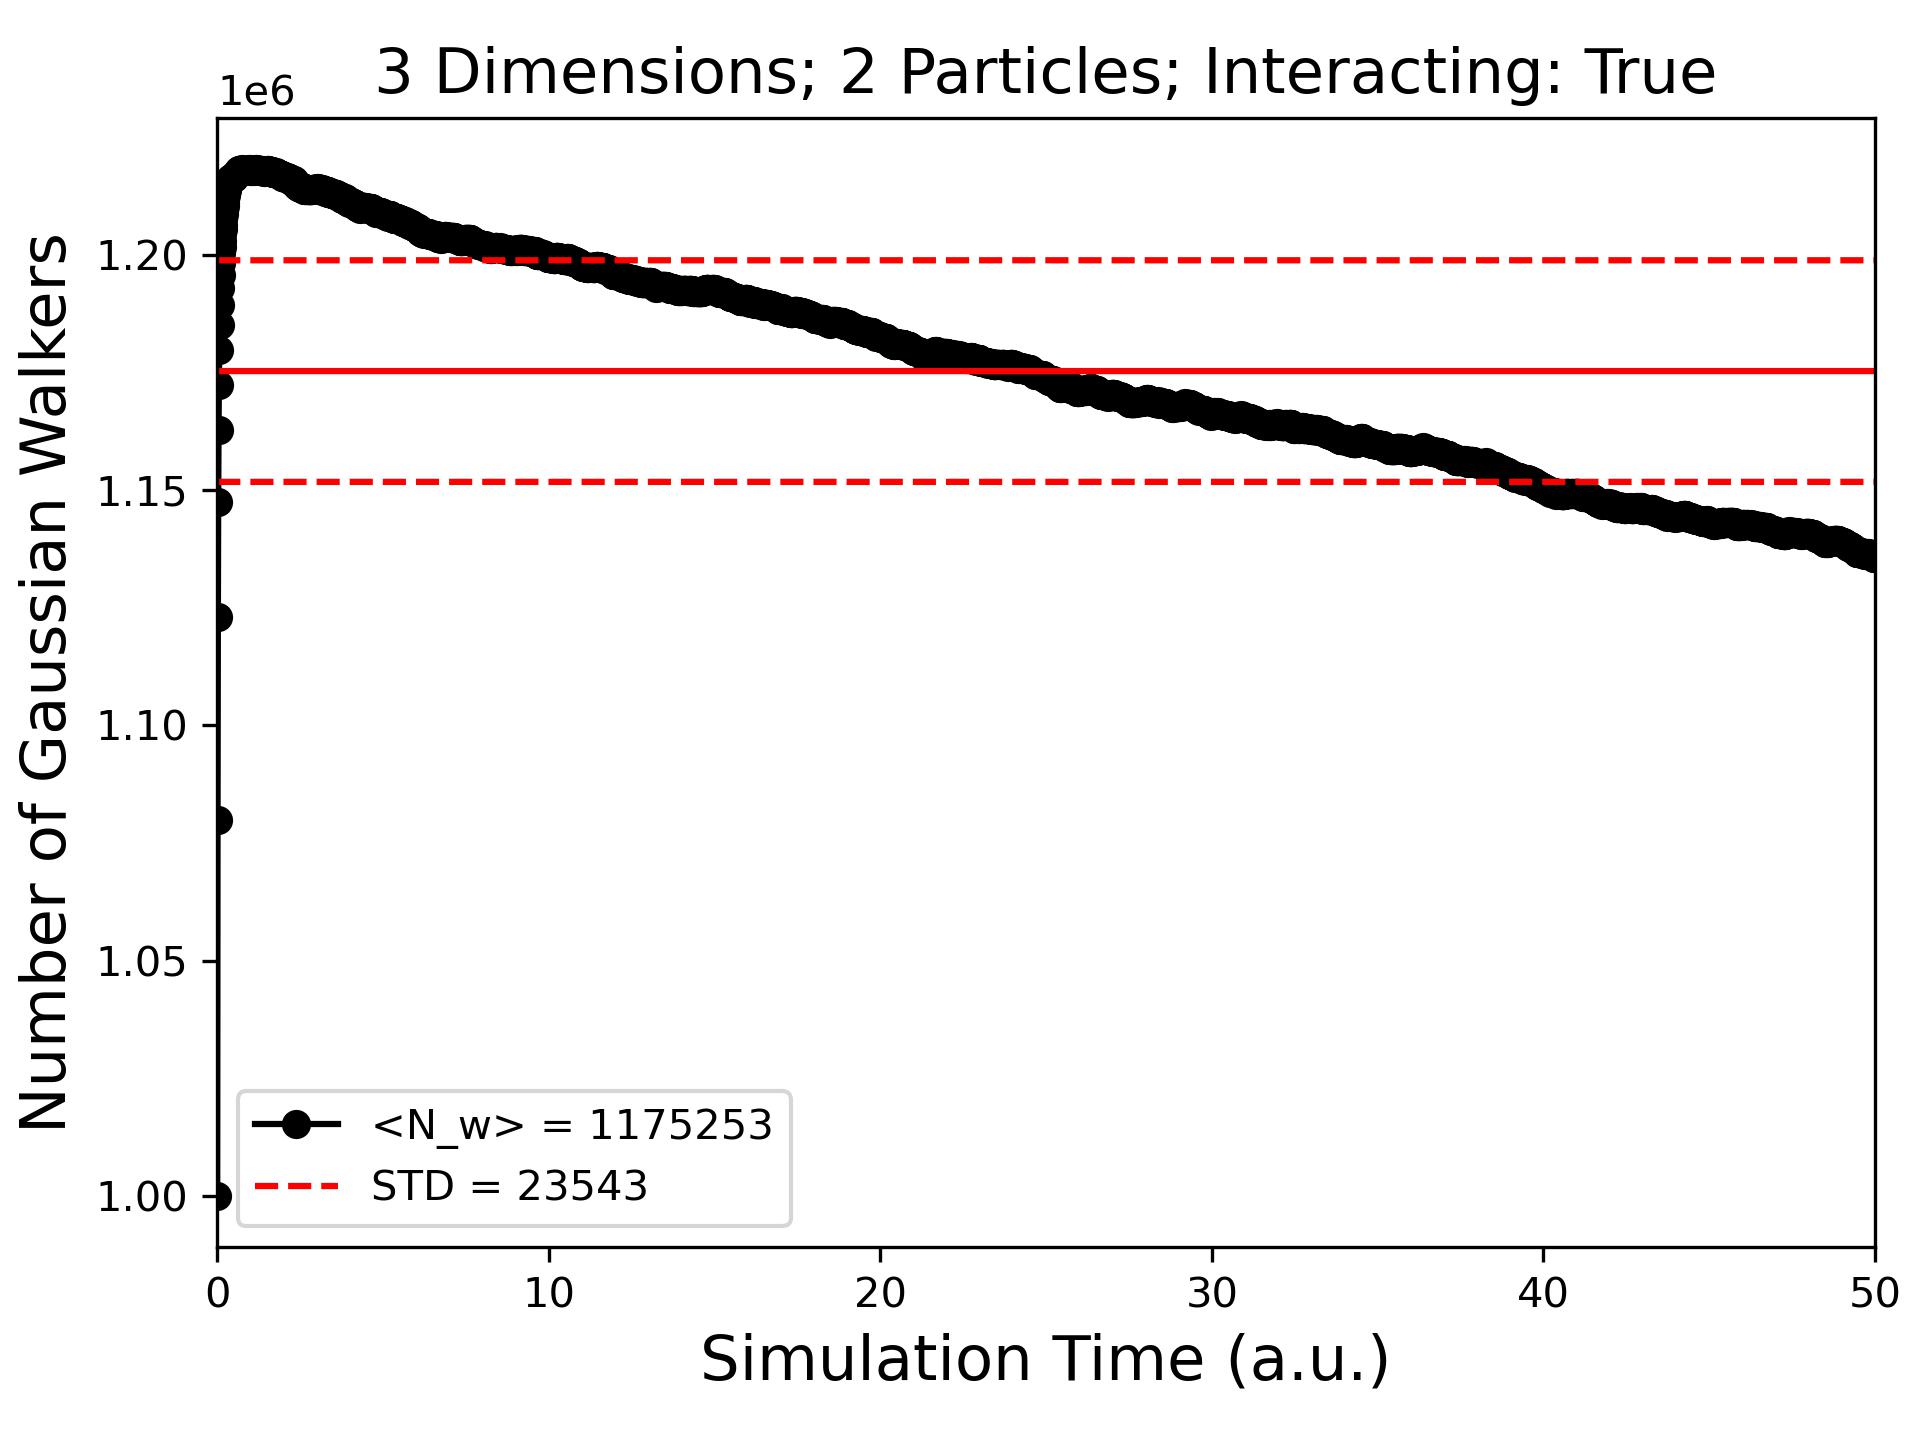 3 Dimensions; 2 Particles; Interacting: True
1e6
Number of Gaussian Walkers
1.20
1.15
1.10
1.05
1.00
<N_w> = 1175253
STD = 23543
0 10 20 30 40 50
Simulation Time (a.u.)